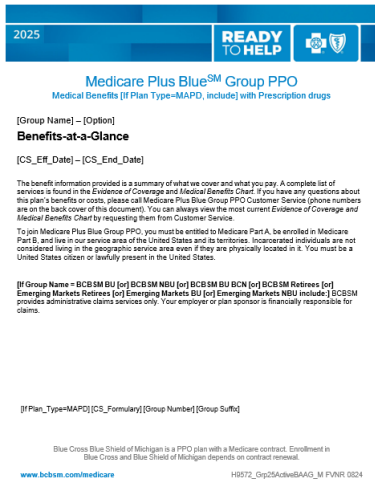 2025
READY
TO HELP
Medicare Plus Blue℠ Group PPO
Medical Benefits [If Plan Type=MAPD, include] with Prescription drugs
[Group Name] – [Option]
Benefits-at-a-Glance
[CS_Eff_Date] – [CS_End_Date]
The benefit information provided is a summary of what we cover and what you pay. A complete list of
services is found in the Evidence of Coverage and Medical Benefits Chart. If you have any questions about
this plan's benefits or costs, please call Medicare Plus Blue Group PPO Customer Service (phone numbers
are on the back cover of this document). You can always view the most current Evidence of Coverage and
Medical Benefits Chart by requesting them from Customer Service.
To join Medicare Plus Blue Group PPO, you must be entitled to Medicare Part A, be enrolled in Medicare
Part B, and live in our service area of the United States and its territories. Incarcerated individuals are not
considered living in the geographic service area even if they are physically located in it. You must be a
United States citizen or lawfully present in the United States.
[If Group Name = BCBSM BU [or] BCBSM NBU [or] BCBSM BU BCN [or] BCBSM Retirees [or]
Emerging Markets Retirees [or] Emerging Markets BU [or] Emerging Markets NBU include:] BCBSM
provides administrative claims services only. Your employer or plan sponsor is financially responsible for
claims.
[If Plan_Type=MAPD] [CS_Formulary] [Group Number] [Group Suffix]
Blue Cross Blue Shield of Michigan is a PPO plan with a Medicare contract. Enrollment in
Blue Cross and Blue Shield of Michigan depends on contract renewal.
www.bcbsm.com/medicare H9572_Grp25ActiveBAAG_M FVNR 0824